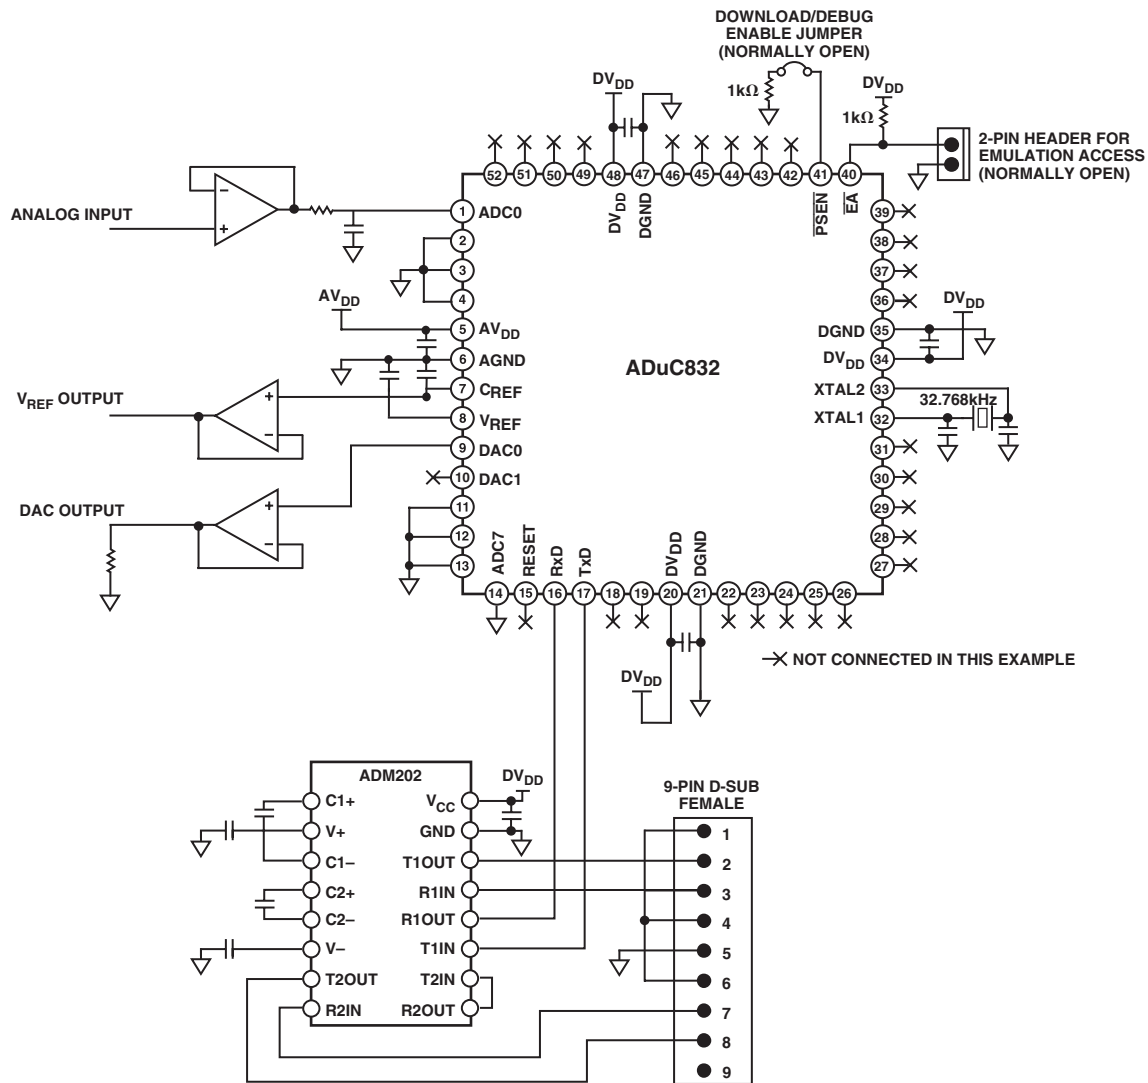 DOWNLOAD/DEBUG
ENABLE JUMPER
(NORMALLY OPEN)
DVDD
1kΩ
DVDD
1kΩ
2-PIN HEADER FOR
EMULATION ACCESS
(NORMALLY OPEN)
52 51 50 49 48 47 46 45 44 43 42 41 40
DVDD
DGND
PSEN
EA
ANALOG INPUT
1 ADC0
2
3
4
AVDD
5 AVDD
6 AGND
7 CREF
8 VREF
9 DAC0
10 DAC1
11
12
13
VREF OUTPUT
DAC OUTPUT
ADuC832
39
38
37
36
DVDD
DGND 35
DVDD 34
XTAL2 33
XTAL1 32
32.768kHz
31
30
29
28
27
ADC7
RESET
RxD
TxD
DVDD
DGND
14 15 16 17 18 19 20 21 22 23 24 25 26
NOT CONNECTED IN THIS EXAMPLE
DVDD
ADM202
DVDD
C1+ VCC
V+ GND
C1– T1OUT
C2+ R1IN
C2– R1OUT
V– T1IN
T2OUT T2IN
R2IN R2OUT
9-PIN D-SUB
FEMALE
1
2
3
4
5
6
7
8
9